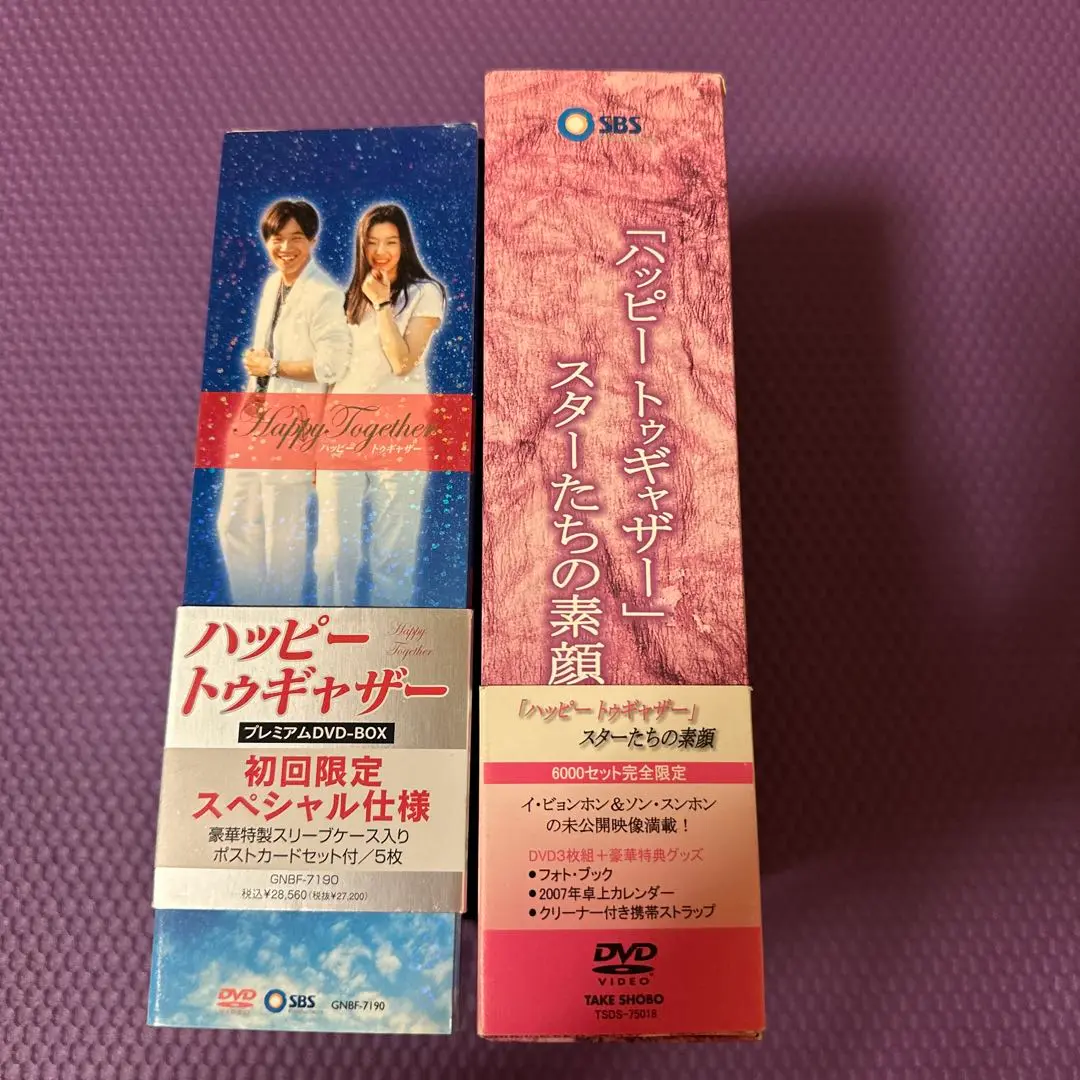 Happy Together
ハッピー トゥギャザー
ハッピー
トゥギャザー
Happy
Together
プレミアムDVD-BOX
初回限定
スペシャル仕様
豪華特製スリーブケース入り
ポストカードセット付/5枚
GNBF-7190
税込¥28,560(税抜¥27,200)
DVD
VIDEO
SBS
GNBF-7190
SBS
「ハッピー トゥギャザー」
スターたちの素顔
「ハッピー トゥギャザー」
スターたちの素顔
6000セット完全限定
イ・ビョンホン&ソン・スンホン
の未公開映像満載!
DVD3枚組+豪華特典グッズ
●フォト・ブック
●2007年卓上カレンダー
●クリーナー付き携帯ストラップ
DVD
VIDEO
TAKE SHOBO
TSDS-75018